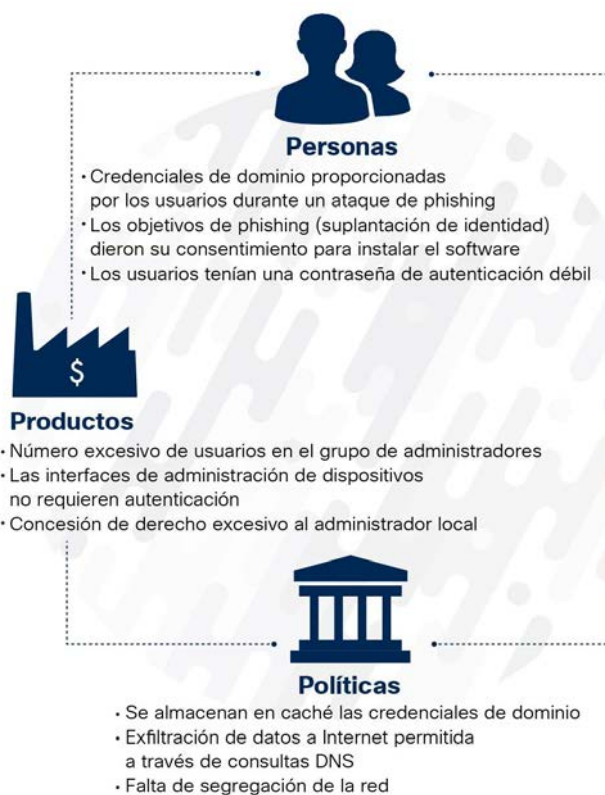 Personas
• Credenciales de dominio proporcionadas
por los usuarios durante un ataque de phishing
• Los objetivos de phishing (suplantación de identidad)
dieron su consentimiento para instalar el software
• Los usuarios tenían una contraseña de autenticación débil
$
Productos
• Número excesivo de usuarios en el grupo de administradores
• Las interfaces de administración de dispositivos
no requieren autenticación
• Concesión de derecho excesivo al administrador local
Políticas
• Se almacenan en caché las credenciales de dominio
• Exfiltración de datos a Internet permitida
a través de consultas DNS
• Falta de segregación de la red